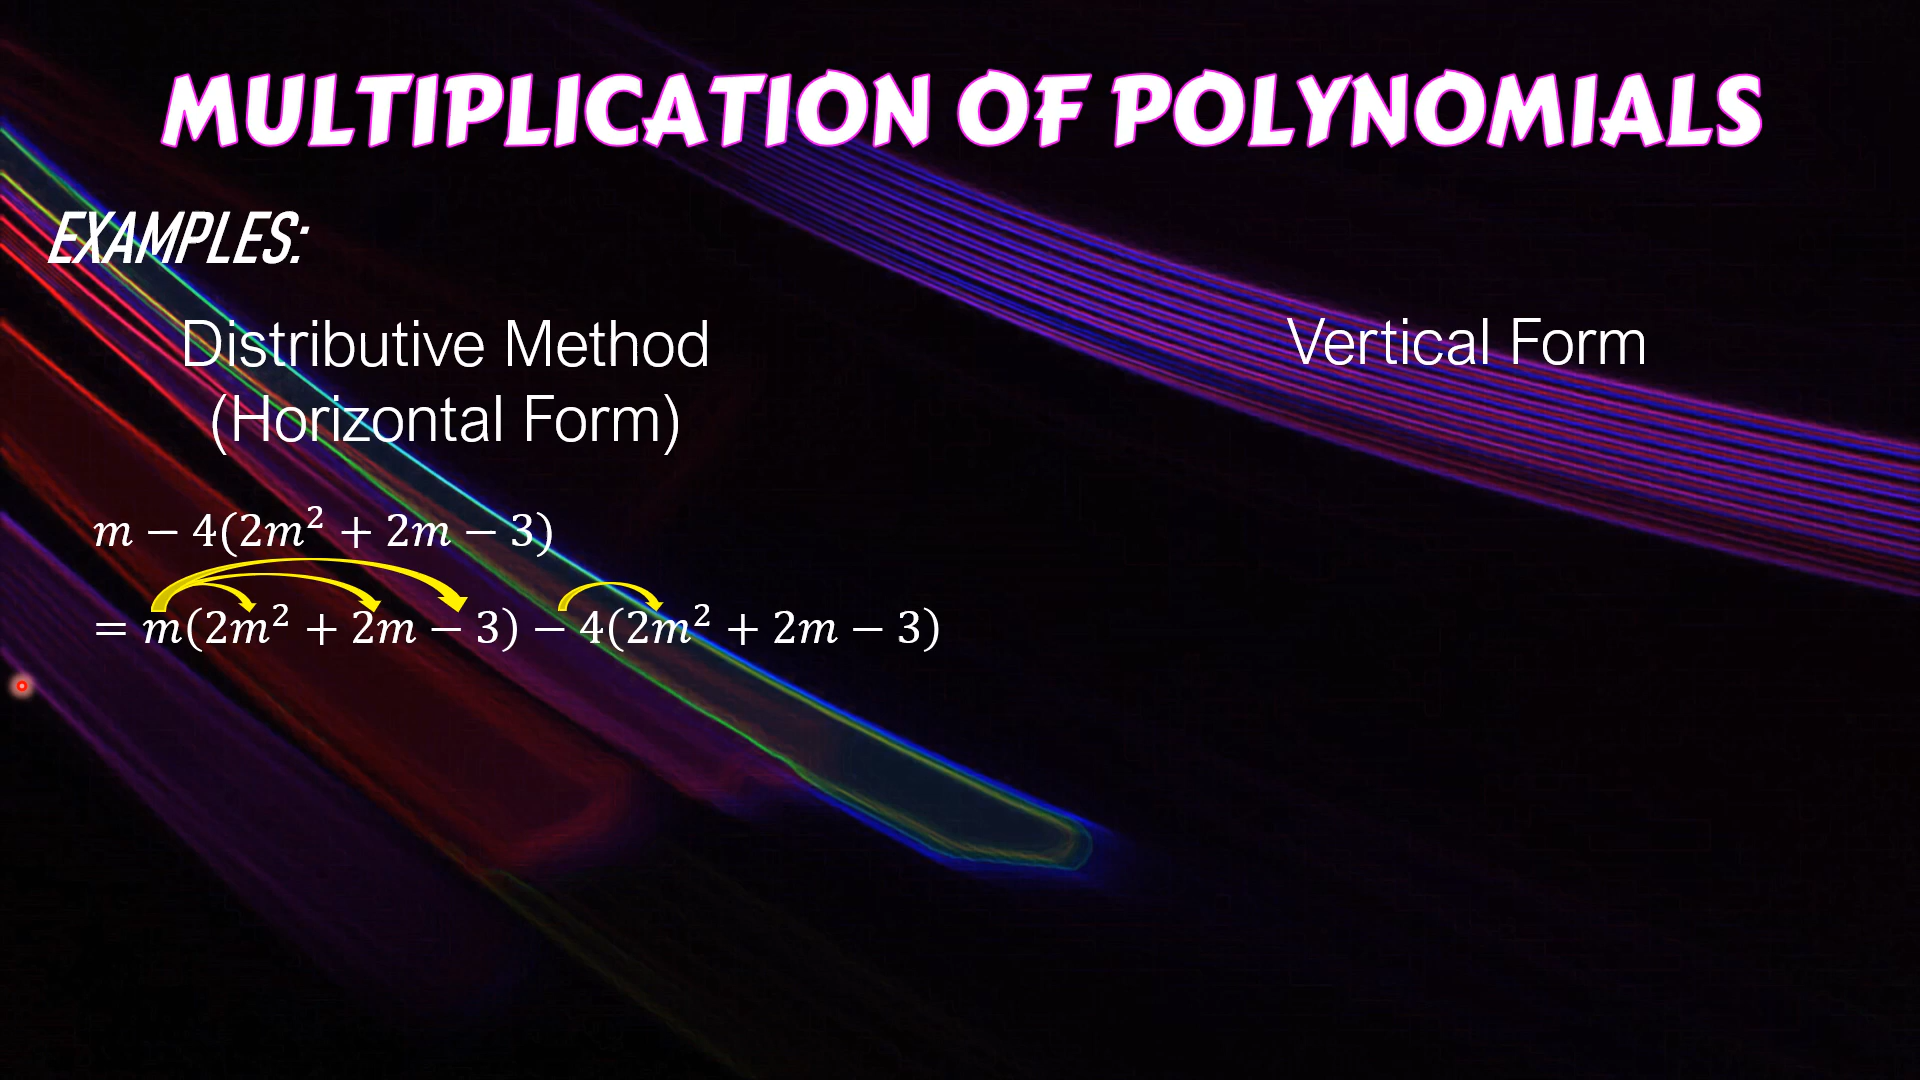 MULTIPLICATION OF POLYNOMIALS
EXAMPLES:
Distributive Method
(Horizontal Form)
Vertical Form
m − 4(2m² + 2m − 3)
= m(2m² + 2m − 3) − 4(2m² + 2m − 3)